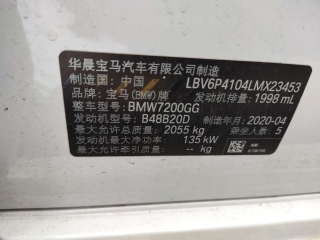 华晨宝马汽车有限公司制造
制造国：中国 LBV6P4104LMX23453
品牌：宝马(BMW)牌 发动机排量：1998 mL
整车型号：BMW7200GG
发动机型号：B48B20D 制造年月：2020-04
最大允许总质量：2055 kg 乘坐人数：5
发动机最大净功率：135 kW
最大允许牵引质量：-- kg